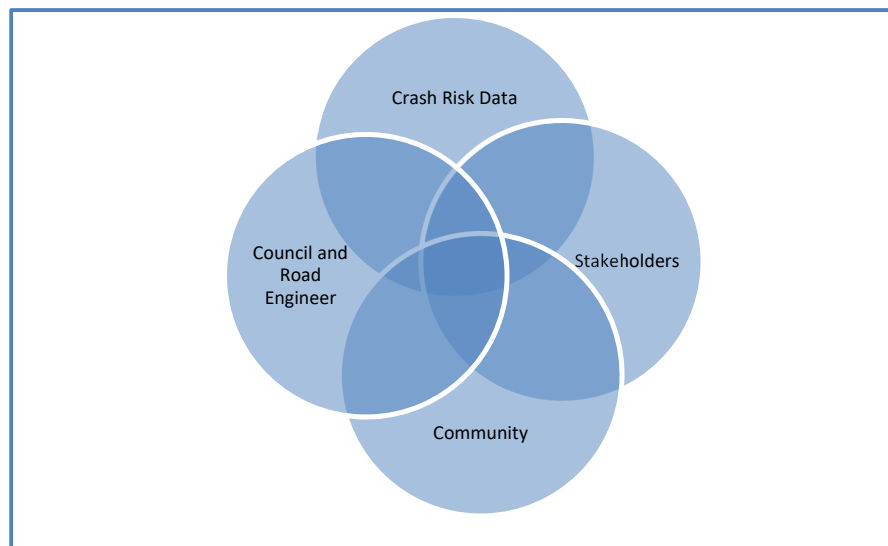 Crash Risk Data
Council and
Road
Engineer
Stakeholders
Community